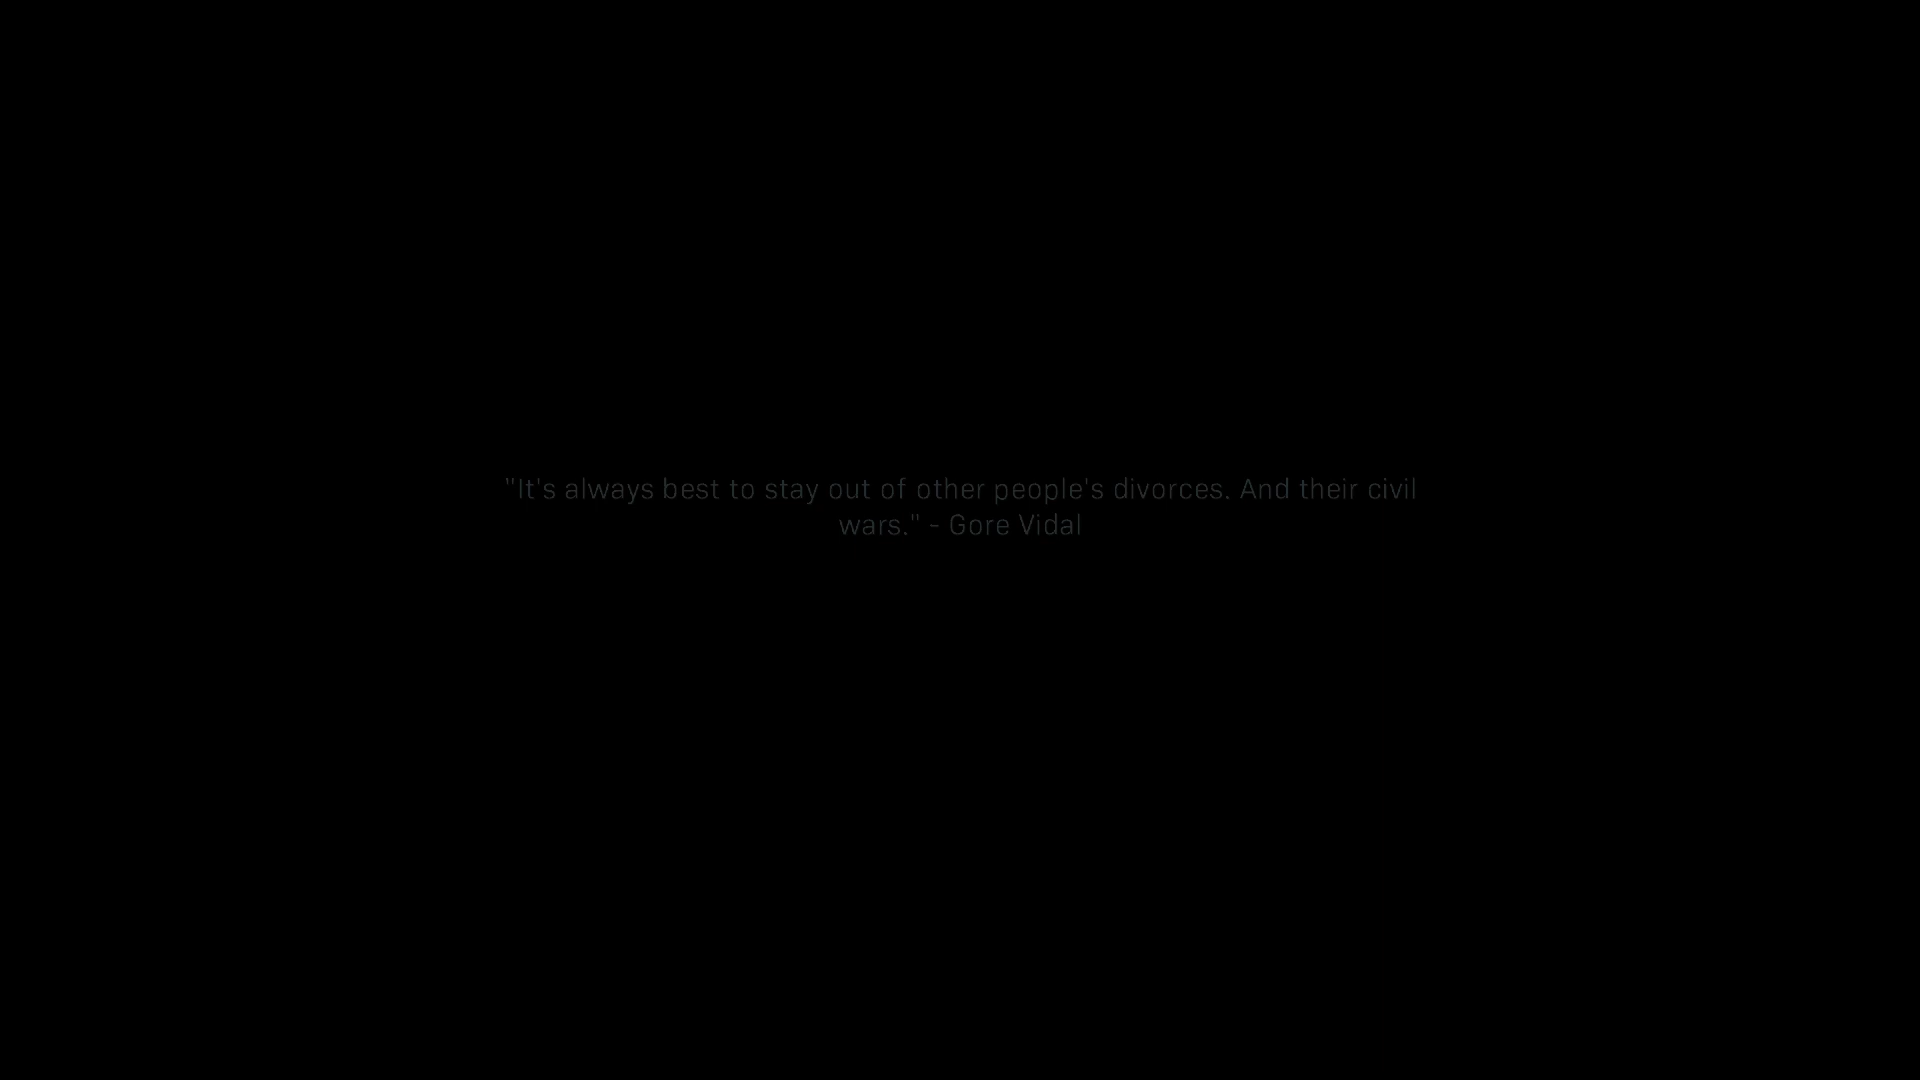 "It's always best to stay out of other people's divorces. And their civil
wars." - Gore Vidal